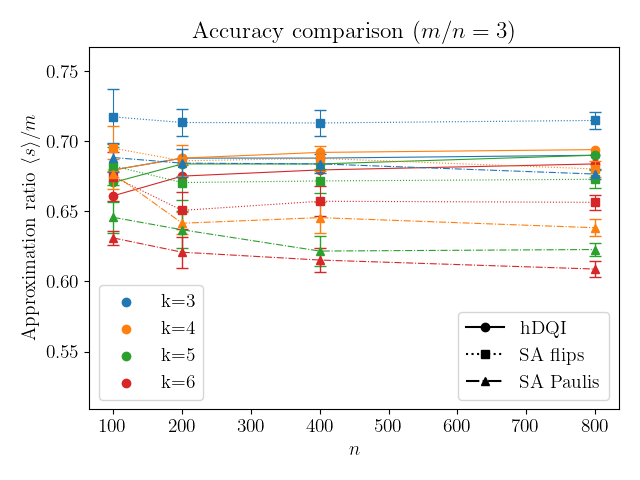 Accuracy comparison (m/n = 3)
Approximation ratio ⟨s⟩/m
0.75
0.70
0.65
0.60
0.55
k=3
k=4
k=5
k=6
hDQI
SA flips
SA Paulis
100 200 300 400 500 600 700 800
n